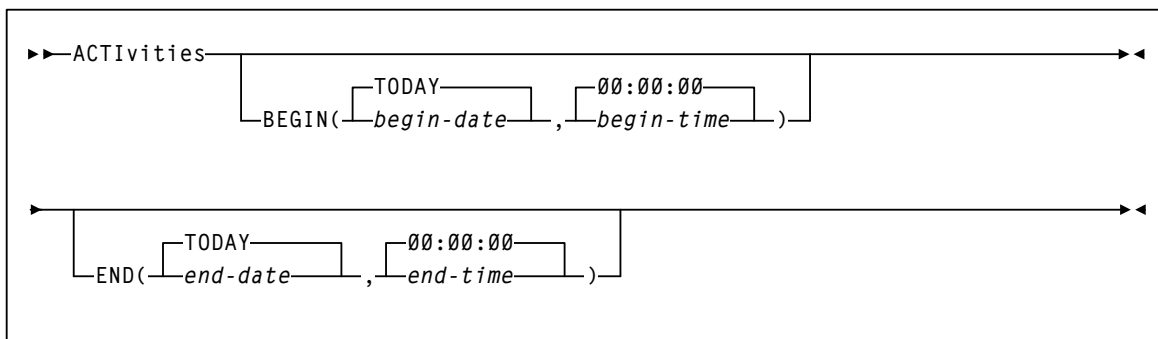 ACTIvities
TODAY 00:00:00
BEGIN( begin-date , begin-time )
TODAY 00:00:00
END( end-date , end-time )